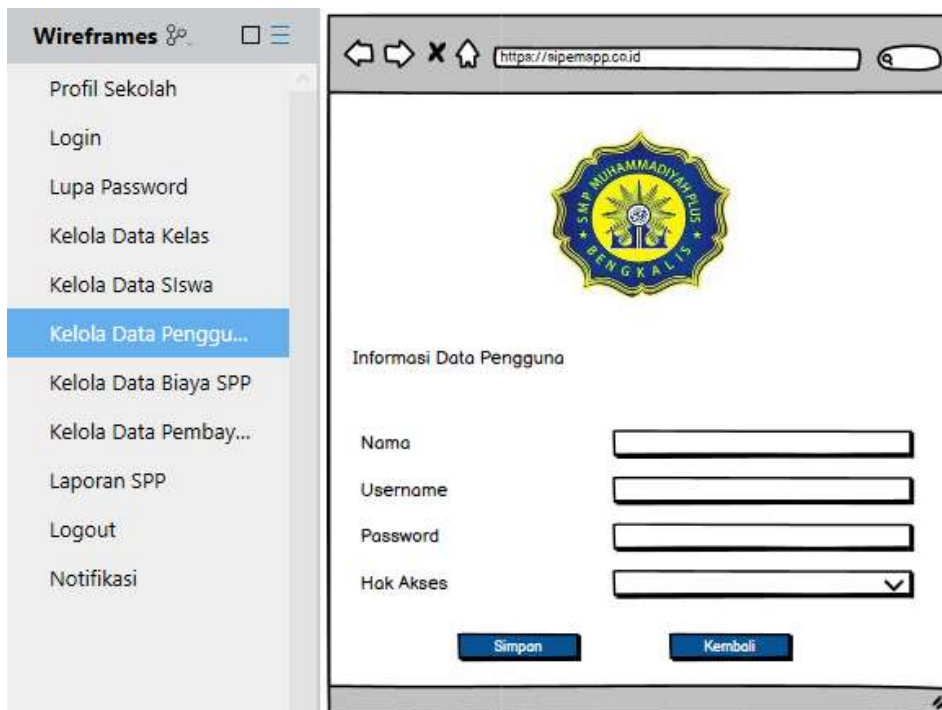 Wireframes
Profil Sekolah
Login
Lupa Password
Kelola Data Kelas
Kelola Data SIswa
Kelola Data Penggu...
Kelola Data Biaya SPP
Kelola Data Pembay...
Laporan SPP
Logout
Notifikasi
https://sipemspp.co.id
SMP MUHAMMADIYAH PLUS
BENGKALIS
Informasi Data Pengguna
Nama
Username
Password
Hak Akses
Simpan
Kembali